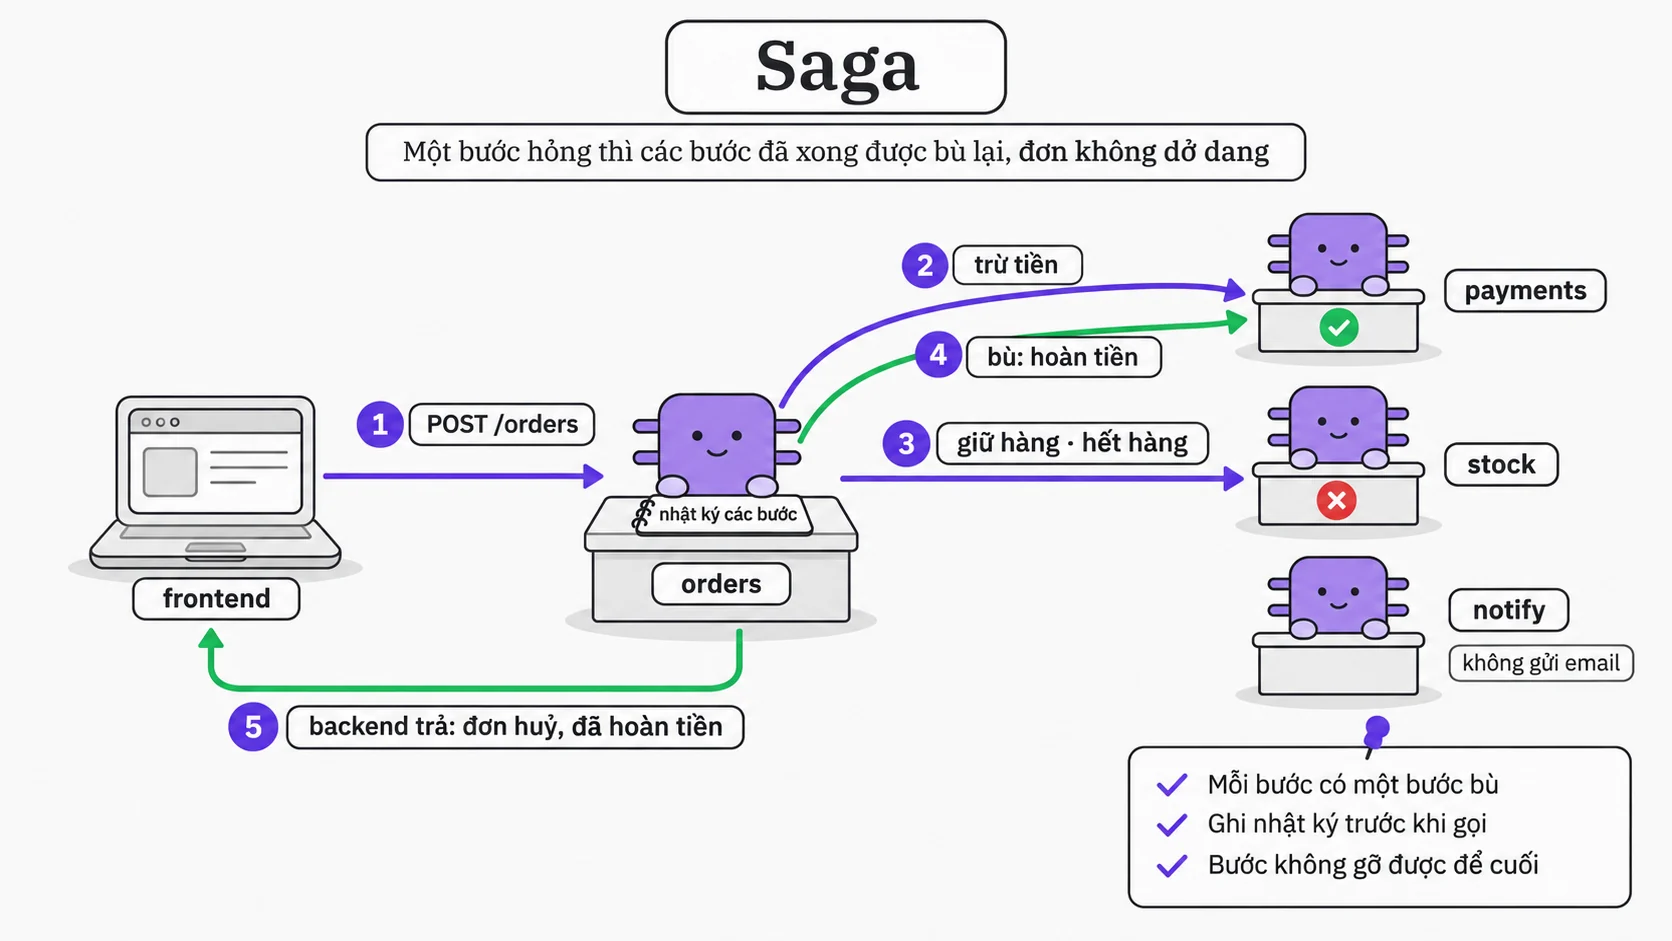 Saga
Một bước hỏng thì các bước đã xong được bù lại, đơn không dở dang
2 trừ tiền
payments
4 bù: hoàn tiền
1 POST /orders
3 giữ hàng · hết hàng
stock
nhật ký các bước
orders
frontend
notify
không gửi email
5 backend trả: đơn huỷ, đã hoàn tiền
Mỗi bước có một bước bù
Ghi nhật ký trước khi gọi
Bước không gỡ được để cuối